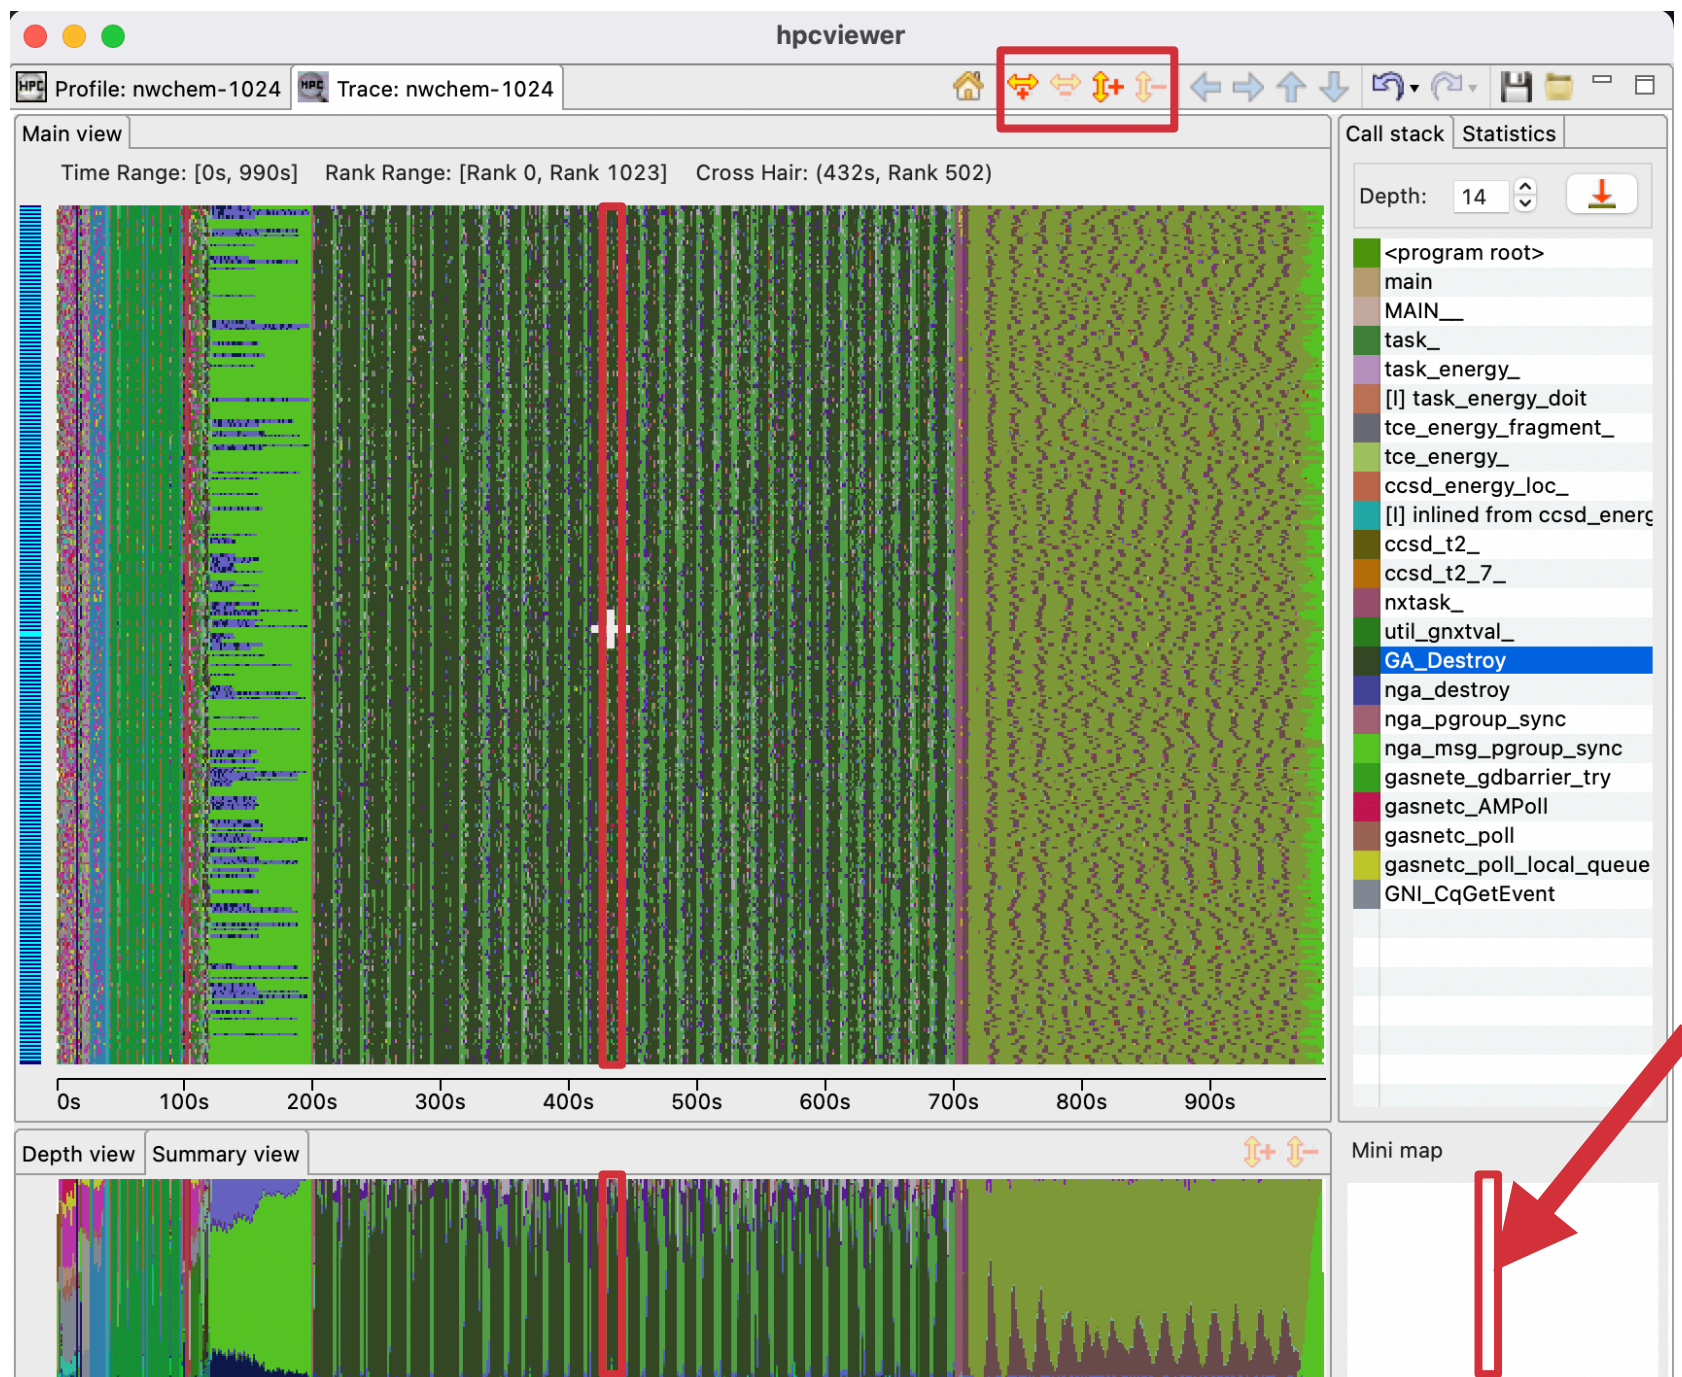 hpcviewer
HPC Profile: nwchem-1024
HPC Trace: nwchem-1024
Main view
Time Range: [0s, 990s] Rank Range: [Rank 0, Rank 1023] Cross Hair: (432s, Rank 502)
0s 100s 200s 300s 400s 500s 600s 700s 800s 900s
Call stack Statistics
Depth: 14
<program root>
main
MAIN__
task_
task_energy_
[I] task_energy_doit
tce_energy_fragment_
tce_energy_
ccsd_energy_loc_
[I] inlined from ccsd_energ
ccsd_t2_
ccsd_t2_7_
nxtask_
util_gnxtval_
GA_Destroy
nga_destroy
nga_pgroup_sync
nga_msg_pgroup_sync
gasnete_gdbarrier_try
gasnetc_AMPoll
gasnetc_poll
gasnetc_poll_local_queue
GNI_CqGetEvent
Depth view Summary view
Mini map